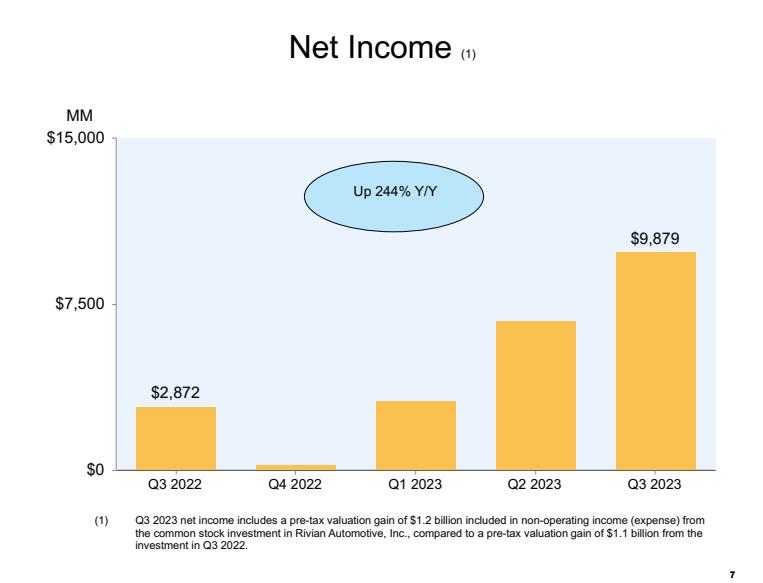 Net Income (1)
MM
$15,000
Up 244% Y/Y
$9,879
$7,500
$2,872
$0
Q3 2022 Q4 2022 Q1 2023 Q2 2023 Q3 2023
(1) Q3 2023 net income includes a pre-tax valuation gain of $1.2 billion included in non-operating income (expense) from
the common stock investment in Rivian Automotive, Inc., compared to a pre-tax valuation gain of $1.1 billion from the
investment in Q3 2022.
7